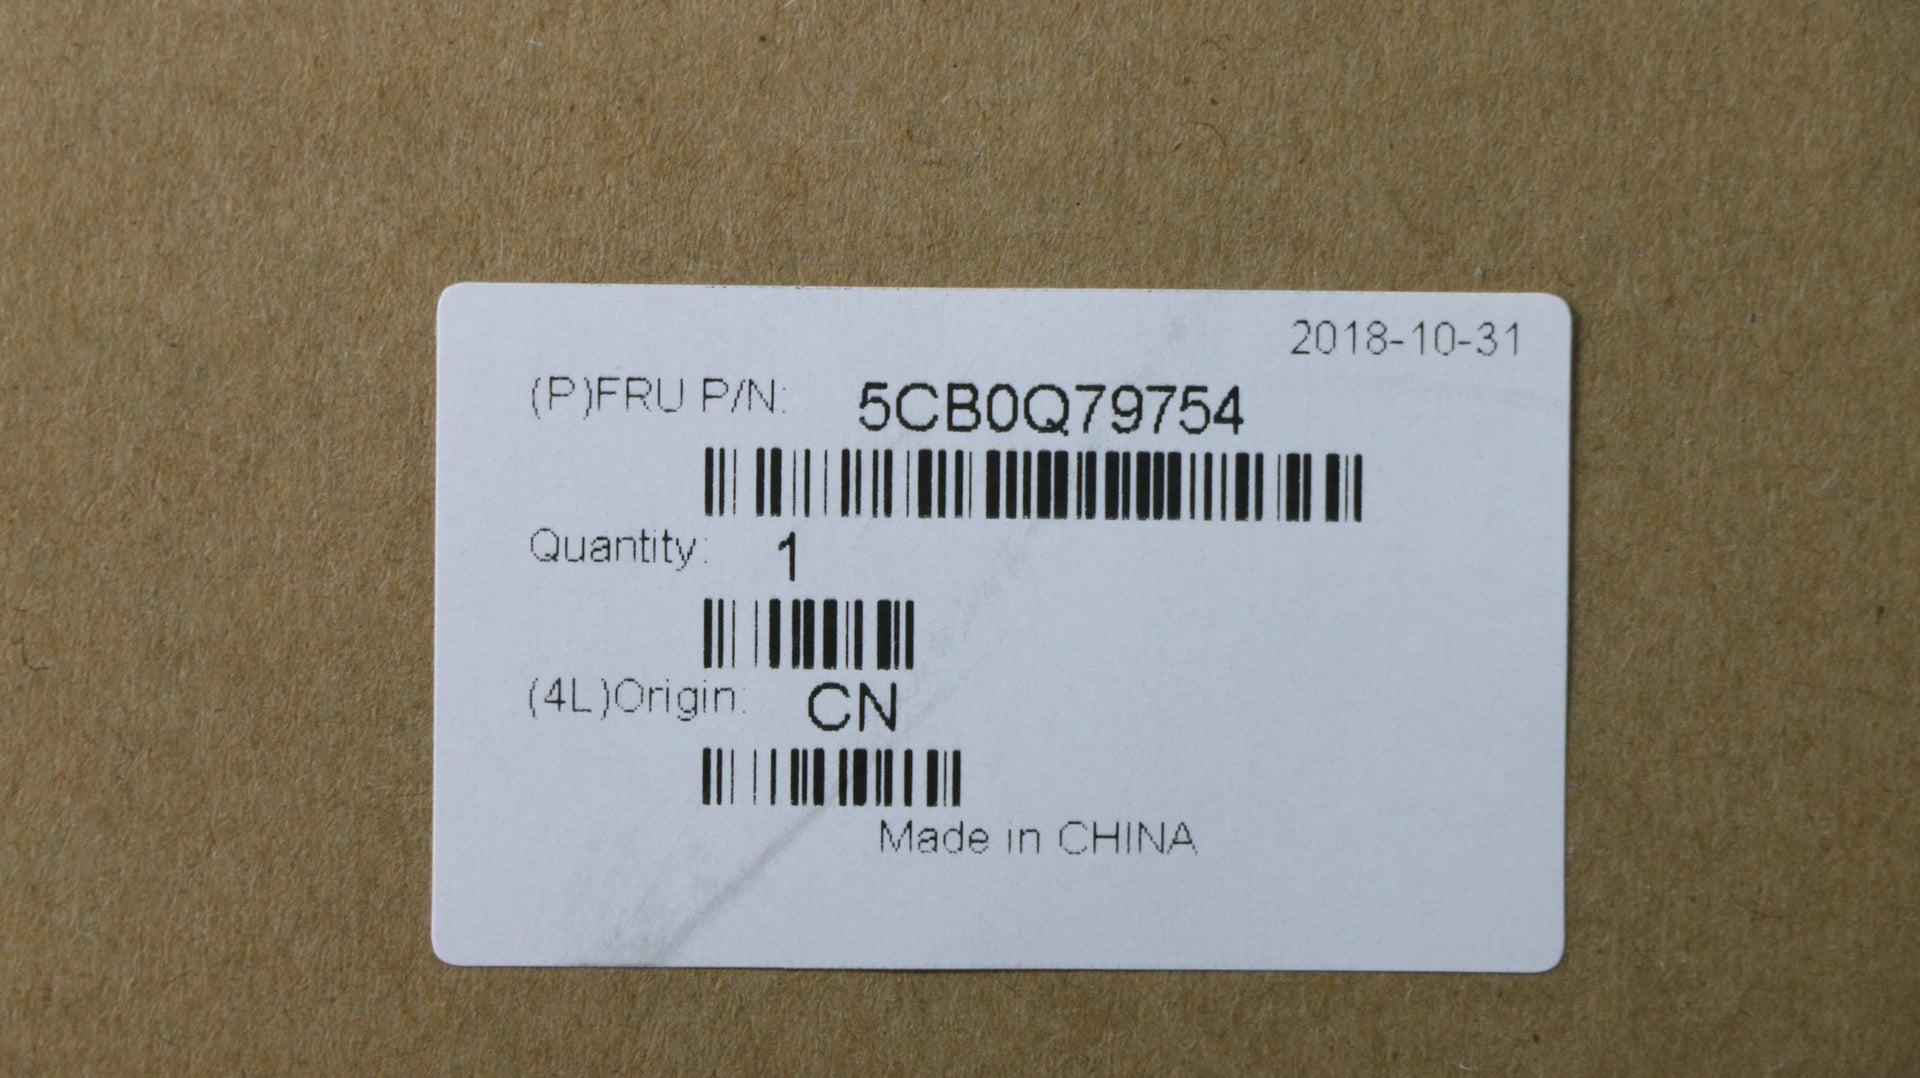 2018-10-31
(P)FRU P/N: 5CB0Q79754
Quantity: 1
(4L)Origin: CN
Made in CHINA